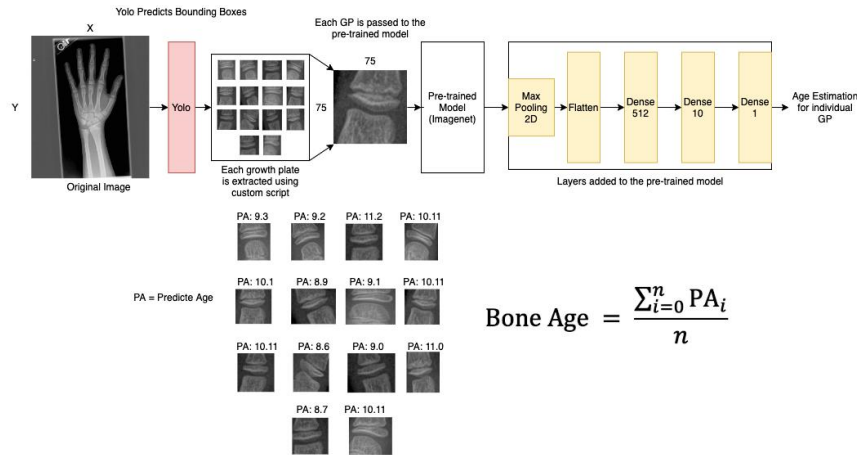 Yolo Predicts Bounding Boxes
X
Y
Original Image
Yolo
Each growth plate
is extracted using
custom script
Each GP is passed to the
pre-trained model
75
75
Pre-trained
Model
(Imagenet)
Max
Pooling
2D
Flatten
Dense
512
Dense
10
Dense
1
Layers added to the pre-trained model
Age Estimation
for individual
GP
PA = Predicte Age
PA: 9.3 PA: 9.2 PA: 11.2 PA: 10.11
PA: 10.1 PA: 8.9 PA: 9.1 PA: 10.11
PA: 10.11 PA: 8.6 PA: 9.0 PA: 11.0
PA: 8.7 PA: 10.11
Bone Age = \frac{\sum_{i=0}^{n} PA_i}{n}